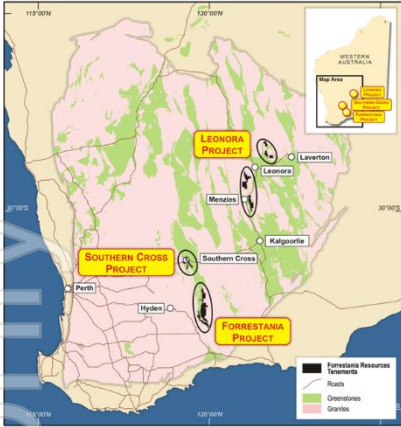 115°00'E
120°00'E
WESTERN
AUSTRALIA
Map Area
LEONORA
PROJECT
SOUTHERN CROSS
PROJECT
FORRESTANIA
PROJECT
LEONORA
PROJECT
Laverton
Leonora
Menzies
30°00'S
30°00'S
Kalgoorlie
SOUTHERN CROSS
PROJECT
Southern Cross
Perth
Hyden
FORRESTANIA
PROJECT
Forrestania Resources
Tenements
Roads
Greenstones
Granites
115°00'E
120°00'E